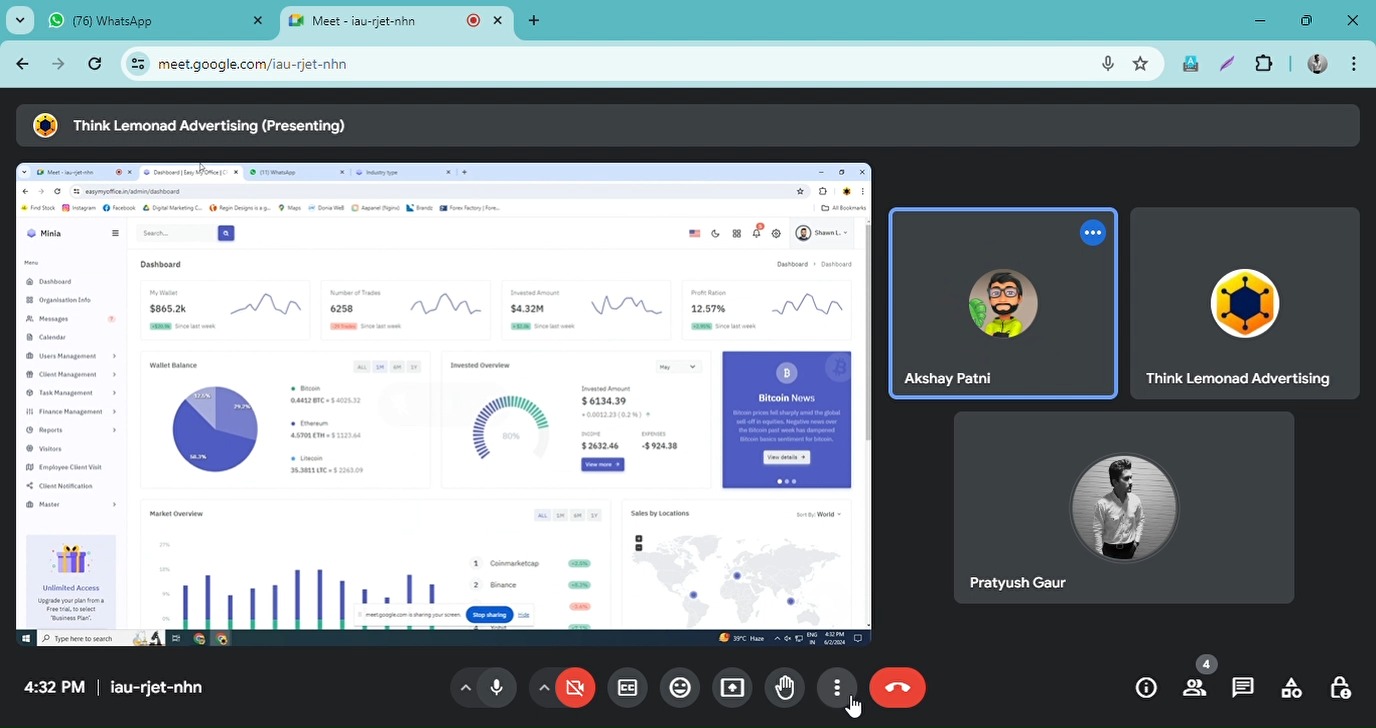 (76) WhatsApp
Meet - iau-rjet-nhn
meet.google.com/iau-rjet-nhn
Think Lemonad Advertising (Presenting)
Meet - iau-rjet-nhn
Dashboard | Easy My Office | C
(11) WhatsApp
Industry type
easymyoffice.in/admin/dashboard
Find Stock
Instagram
Facebook
Digital Marketing C...
Regin Designs is a g...
Maps
Aapanel (Nginx)
Brandz
Forex Factory | Fore...
All Bookmarks
Minia
Search...
Shawn L.
Menu
Dashboard
Organisation Info
Messages
Calendar
Users Management
Client Management
Task Management
Finance Management
Reports
Visitors
Employee Client Visit
Client Notification
Master
Unlimited Access
Upgrade your plan from a
Free trial, to select
'Business Plan'.
Dashboard
Dashboard > Dashboard
My Wallet
$865.2k
Since last week
Number of Trades
6258
Since last week
Invested Amount
$4.32M
Since last week
Profit Ration
12.57%
Since last week
Wallet Balance
ALL 1M 6M 1Y
Bitcoin
0.4412 BTC = $ 4025.32
Ethereum
4.5701 ETH = $ 1123.64
Litecoin
35.3811 LTC = $ 2263.09
Invested Overview
May
80%
Invested Amount
$ 6134.39
+ 0.0012.23 ( 0.2 % )
INCOME
$ 2632.46
EXPENSES
-$ 924.38
View more
Bitcoin News
Bitcoin prices fell sharply amid the global
sell-off in equities. Negative news over
the Bitcoin past week has dampened
Bitcoin basics sentiment for bitcoin.
View details
Market Overview
ALL 1M 6M 1Y
1 Coinmarketcap
2 Binance
Sales by Locations
Sort By: World
meet.google.com is sharing your screen.
Stop sharing
Hide
Type here to search
39°C Haze
ENG
IN
4:32 PM
6/2/2024
Akshay Patni
Think Lemonad Advertising
Pratyush Gaur
4:32 PM | iau-rjet-nhn
4